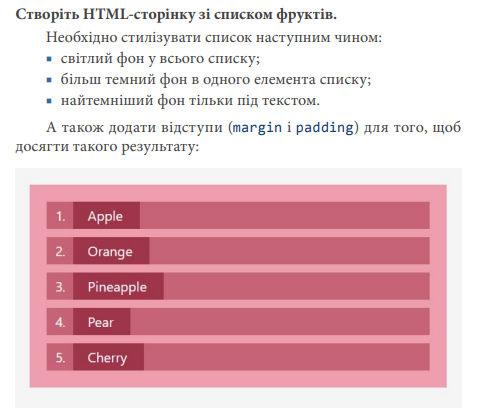 Створіть HTML-сторінку зі списком фруктів.
Необхідно стилізувати список наступним чином:
▪ світлий фон у всього списку;
▪ більш темний фон в одного елемента списку;
▪ найтемніший фон тільки під текстом.
А також додати відступи (margin і padding) для того, щоб
досягти такого результату:
1. Apple
2. Orange
3. Pineapple
4. Pear
5. Cherry